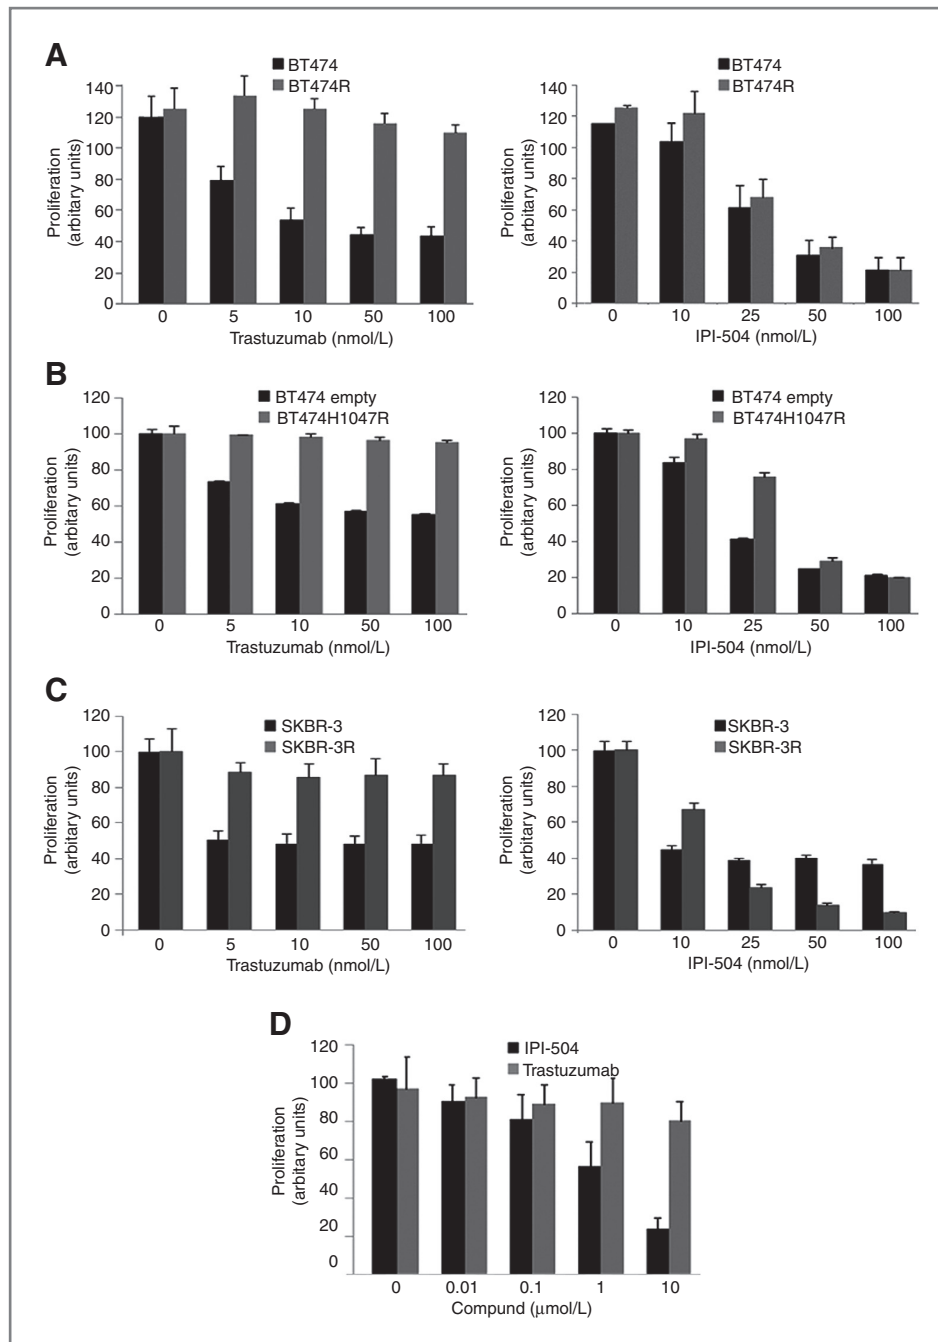 A
BT474
BT474R
Proliferation
(arbitary units)
140
120
100
80
60
40
20
0
0 5 10 50 100
Trastuzumab (nmol/L)
BT474
BT474R
Proliferation
(arbitary units)
140
120
100
80
60
40
20
0
0 10 25 50 100
IPI-504 (nmol/L)
B
BT474 empty
BT474H1047R
Proliferation
(arbitary units)
120
100
80
60
40
20
0
0 5 10 50 100
Trastuzumab (nmol/L)
BT474 empty
BT474H1047R
Proliferation
(arbitary units)
120
100
80
60
40
20
0
0 10 25 50 100
IPI-504 (nmol/L)
C
SKBR-3
SKBR-3R
Proliferation
(arbitary units)
120
100
80
60
40
20
0
0 5 10 50 100
Trastuzumab (nmol/L)
SKBR-3
SKBR-3R
Proliferation
(arbitary units)
120
100
80
60
40
20
0
0 10 25 50 100
IPI-504 (nmol/L)
D
IPI-504
Trastuzumab
Proliferation
(arbitary units)
120
100
80
60
40
20
0
0 0.01 0.1 1 10
Compund (μmol/L)